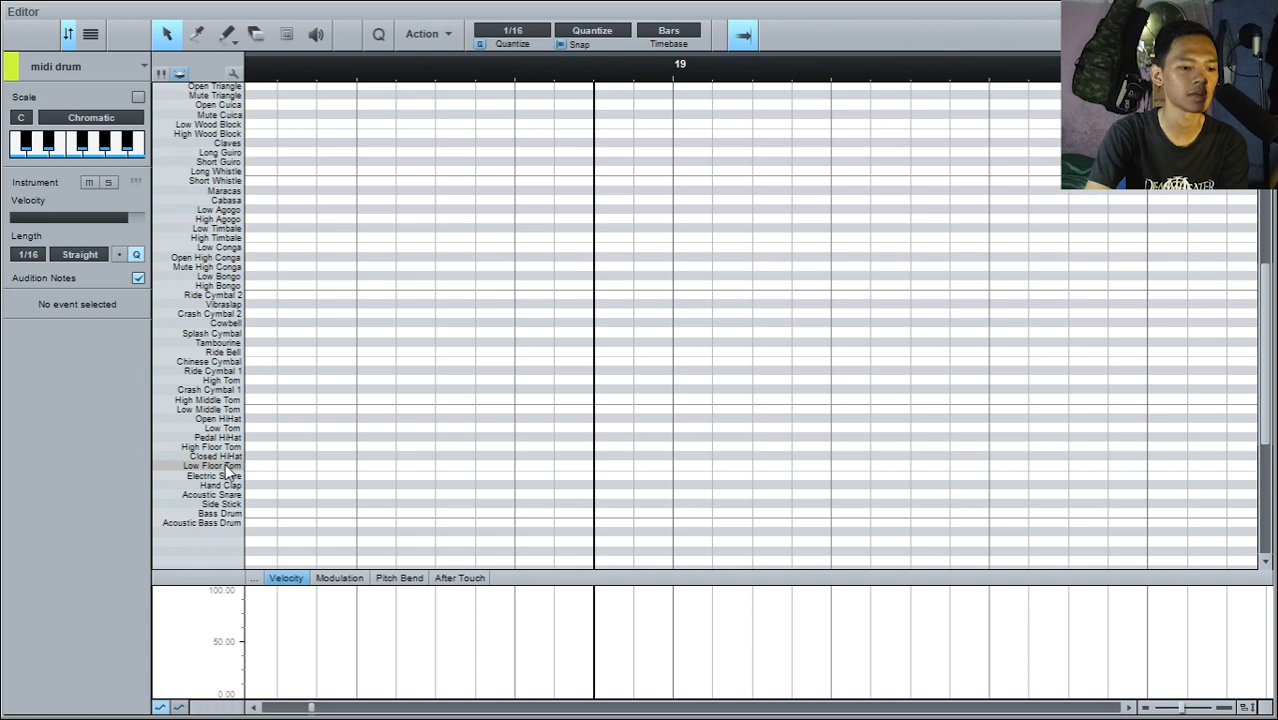 Editor
Action
1/16
Quantize
Bars
Quantize
Snap
Timebase
midi drum
19
Scale
C
Chromatic
Instrument
m
s
Velocity
Length
1/16
Straight
Q
Audition Notes
No event selected
Open Triangle
Mute Triangle
Open Cuica
Mute Cuica
Low Wood Block
High Wood Block
Claves
Long Guiro
Short Guiro
Long Whistle
Short Whistle
Maracas
Cabasa
Low Agogo
High Agogo
Low Timbale
High Timbale
Low Conga
Open High Conga
Mute High Conga
Low Bongo
High Bongo
Ride Cymbal 2
Vibraslap
Crash Cymbal 2
Cowbell
Splash Cymbal
Tambourine
Ride Bell
Chinese Cymbal
Ride Cymbal 1
High Tom
Crash Cymbal 1
High Middle Tom
Low Middle Tom
Open HiHat
Low Tom
Pedal HiHat
High Floor Tom
Closed HiHat
Low Floor Tom
Electric Snare
Hand Clap
Acoustic Snare
Side Stick
Bass Drum
Acoustic Bass Drum
...
Velocity
Modulation
Pitch Bend
After Touch
100.00
50.00
0.00